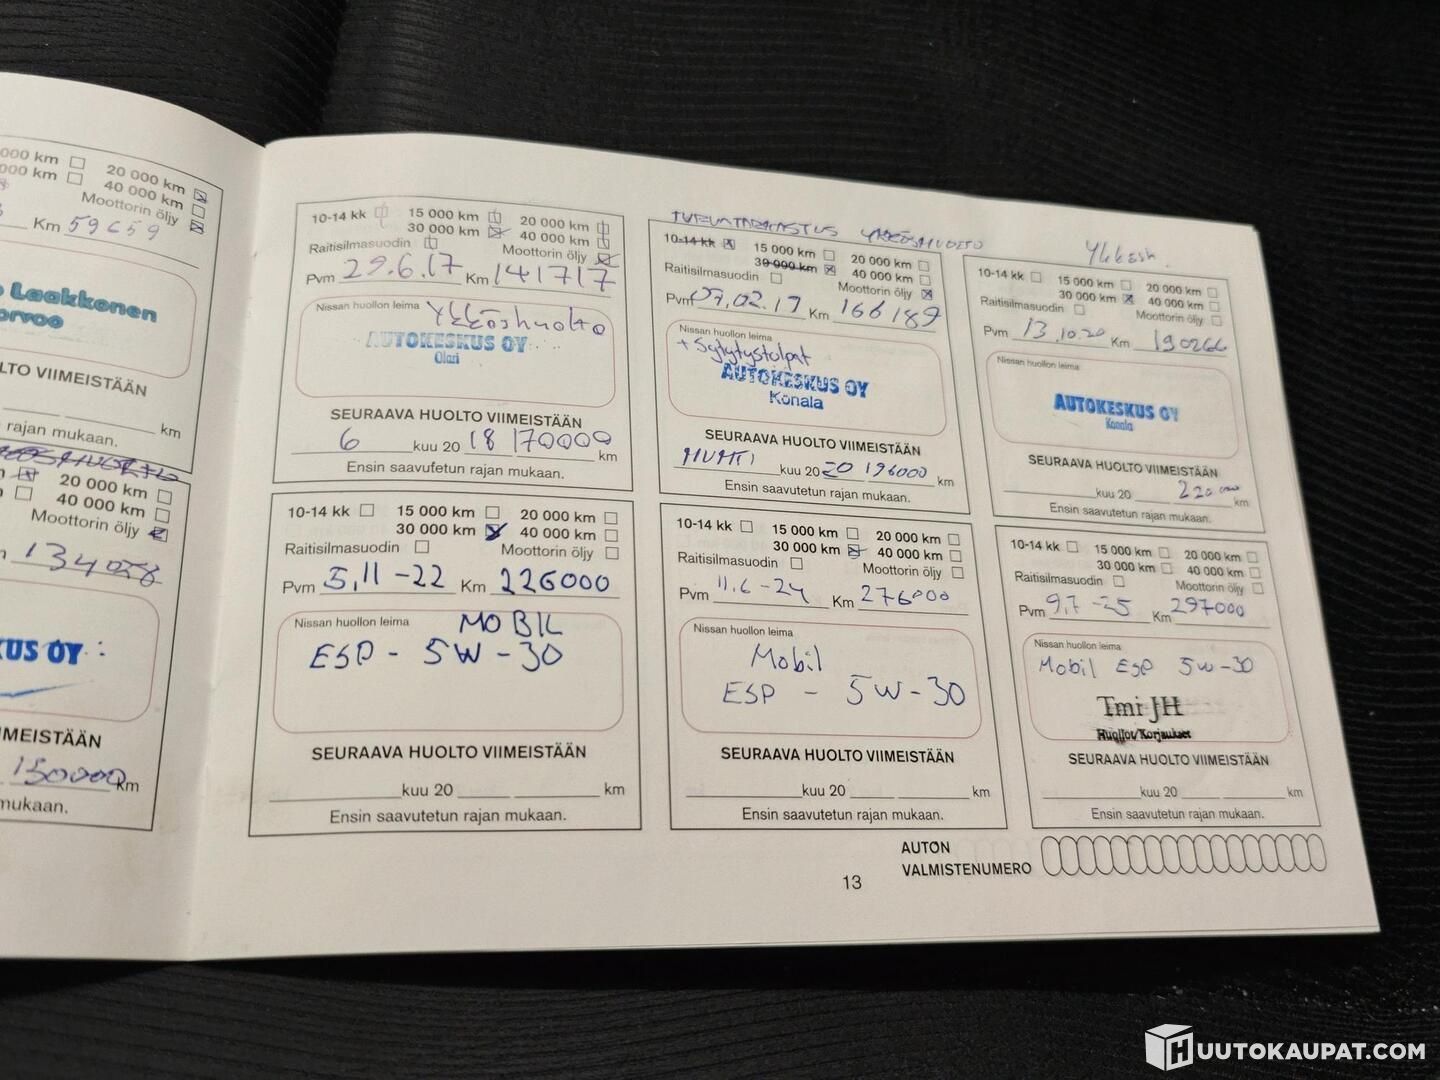 000 km 20 000 km
000 km 40 000 km
Moottorin öljy
Km 59659
Laakkonen
orvoo
LTO VIIMEISTÄÄN
km
rajan mukaan.
20 000 km
40 000 km
Moottorin öljy
134058
KUS OY
MEISTÄÄN
150000 km
mukaan.
10-14 kk 15 000 km 20 000 km
30 000 km 40 000 km
Raitisilmasuodin Moottorin öljy
Pvm 29.6.17 Km 141717
Nissan huollon leima Ykköshuolto
AUTOKESKUS OY
Olari
SEURAAVA HUOLTO VIIMEISTÄÄN
6 kuu 20 18 170000 km
Ensin saavutetun rajan mukaan.
YKKÖSHUOLTO
10-14 kk 15 000 km 20 000 km
30 000 km 40 000 km
Raitisilmasuodin Moottorin öljy
Pvm 07.02.19 Km 166189
Nissan huollon leima
+ Sytytystolpat
AUTOKESKUS OY
Konala
SEURAAVA HUOLTO VIIMEISTÄÄN
HUHTI kuu 20 20 196000 km
Ensin saavutetun rajan mukaan.
Ykkösh.
10-14 kk 15 000 km 20 000 km
30 000 km 40 000 km
Raitisilmasuodin Moottorin öljy
Pvm 13.10.20 Km 190266
Nissan huollon leima
AUTOKESKUS OY
Konala
SEURAAVA HUOLTO VIIMEISTÄÄN
kuu 20 220000 km
Ensin saavutetun rajan mukaan.
10-14 kk 15 000 km 20 000 km
30 000 km 40 000 km
Raitisilmasuodin Moottorin öljy
Pvm 5,11-22 Km 226000
Nissan huollon leima MOBIL
ESP - 5W-30
SEURAAVA HUOLTO VIIMEISTÄÄN
kuu 20 km
Ensin saavutetun rajan mukaan.
10-14 kk 15 000 km 20 000 km
30 000 km 40 000 km
Raitisilmasuodin Moottorin öljy
Pvm 11.6-24 Km 276000
Nissan huollon leima
Mobil
ESP - 5W-30
SEURAAVA HUOLTO VIIMEISTÄÄN
kuu 20 km
Ensin saavutetun rajan mukaan.
10-14 kk 15 000 km 20 000 km
30 000 km 40 000 km
Raitisilmasuodin Moottorin öljy
Pvm 9,7-25 Km 297000
Nissan huollon leima
Mobil ESP 5W-30
Tmi JH
Huollot/Korjaukset
SEURAAVA HUOLTO VIIMEISTÄÄN
kuu 20 km
Ensin saavutetun rajan mukaan.
AUTON
VALMISTENUMERO
13
HUUTOKAUPAT.COM